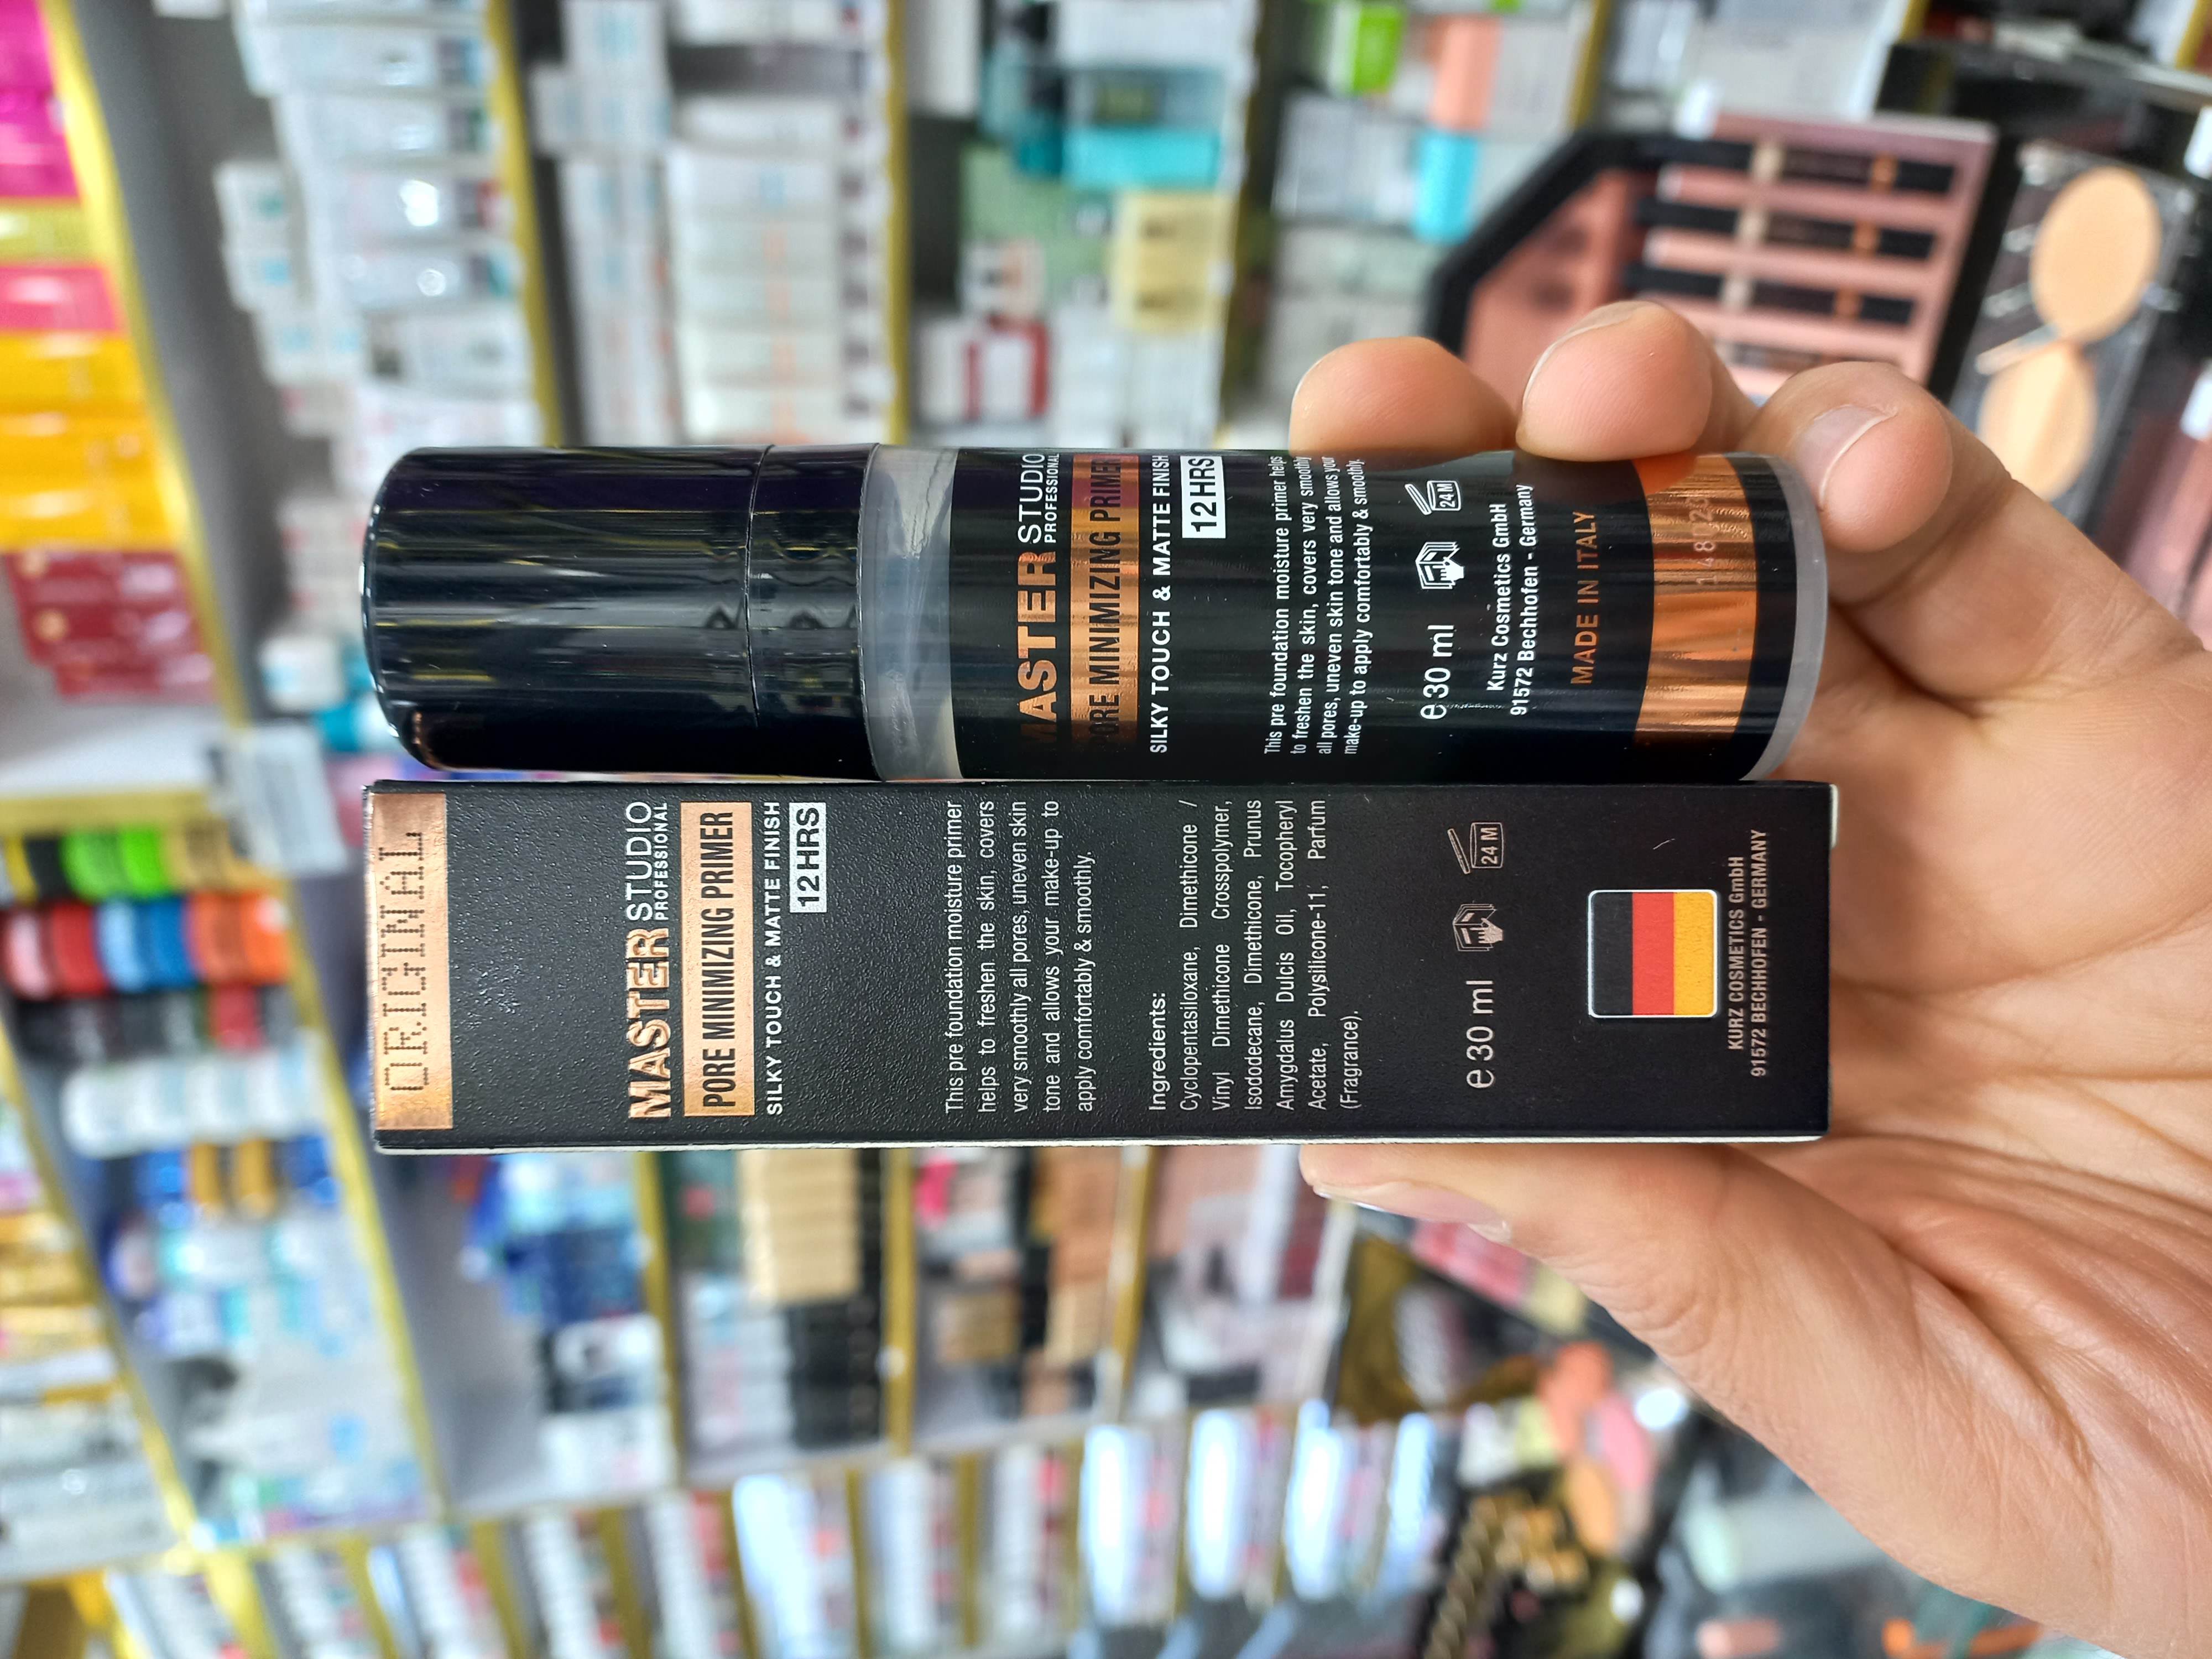 MASTER STUDIO
PROFESSIONAL
PORE MINIMIZING PRIMER
SILKY TOUCH & MATTE FINISH
12HRS
This pre foundation moisture primer helps
to freshen the skin, covers very smoothly
all pores, uneven skin tone and allows your
make-up to apply comfortably & smoothly.
e 30 ml
24 M
Kurz Cosmetics GmbH
91572 Bechhofen - Germany
MADE IN ITALY
ORIGINAL
MASTER STUDIO
PROFESSIONAL
PORE MINIMIZING PRIMER
SILKY TOUCH & MATTE FINISH
12HRS
This pre foundation moisture primer
helps to freshen the skin, covers
very smoothly all pores, uneven skin
tone and allows your make-up to
apply comfortably & smoothly.
Ingredients:
Cyclopentasiloxane, Dimethicone /
Vinyl Dimethicone Crosspolymer,
Isododecane, Dimethicone, Prunus
Amygdalus Dulcis Oil, Tocopheryl
Acetate, Polysilicone-11, Parfum
(Fragrance).
e 30 ml
24 M
KURZ COSMETICS GmbH
91572 BECHHOFEN - GERMANY